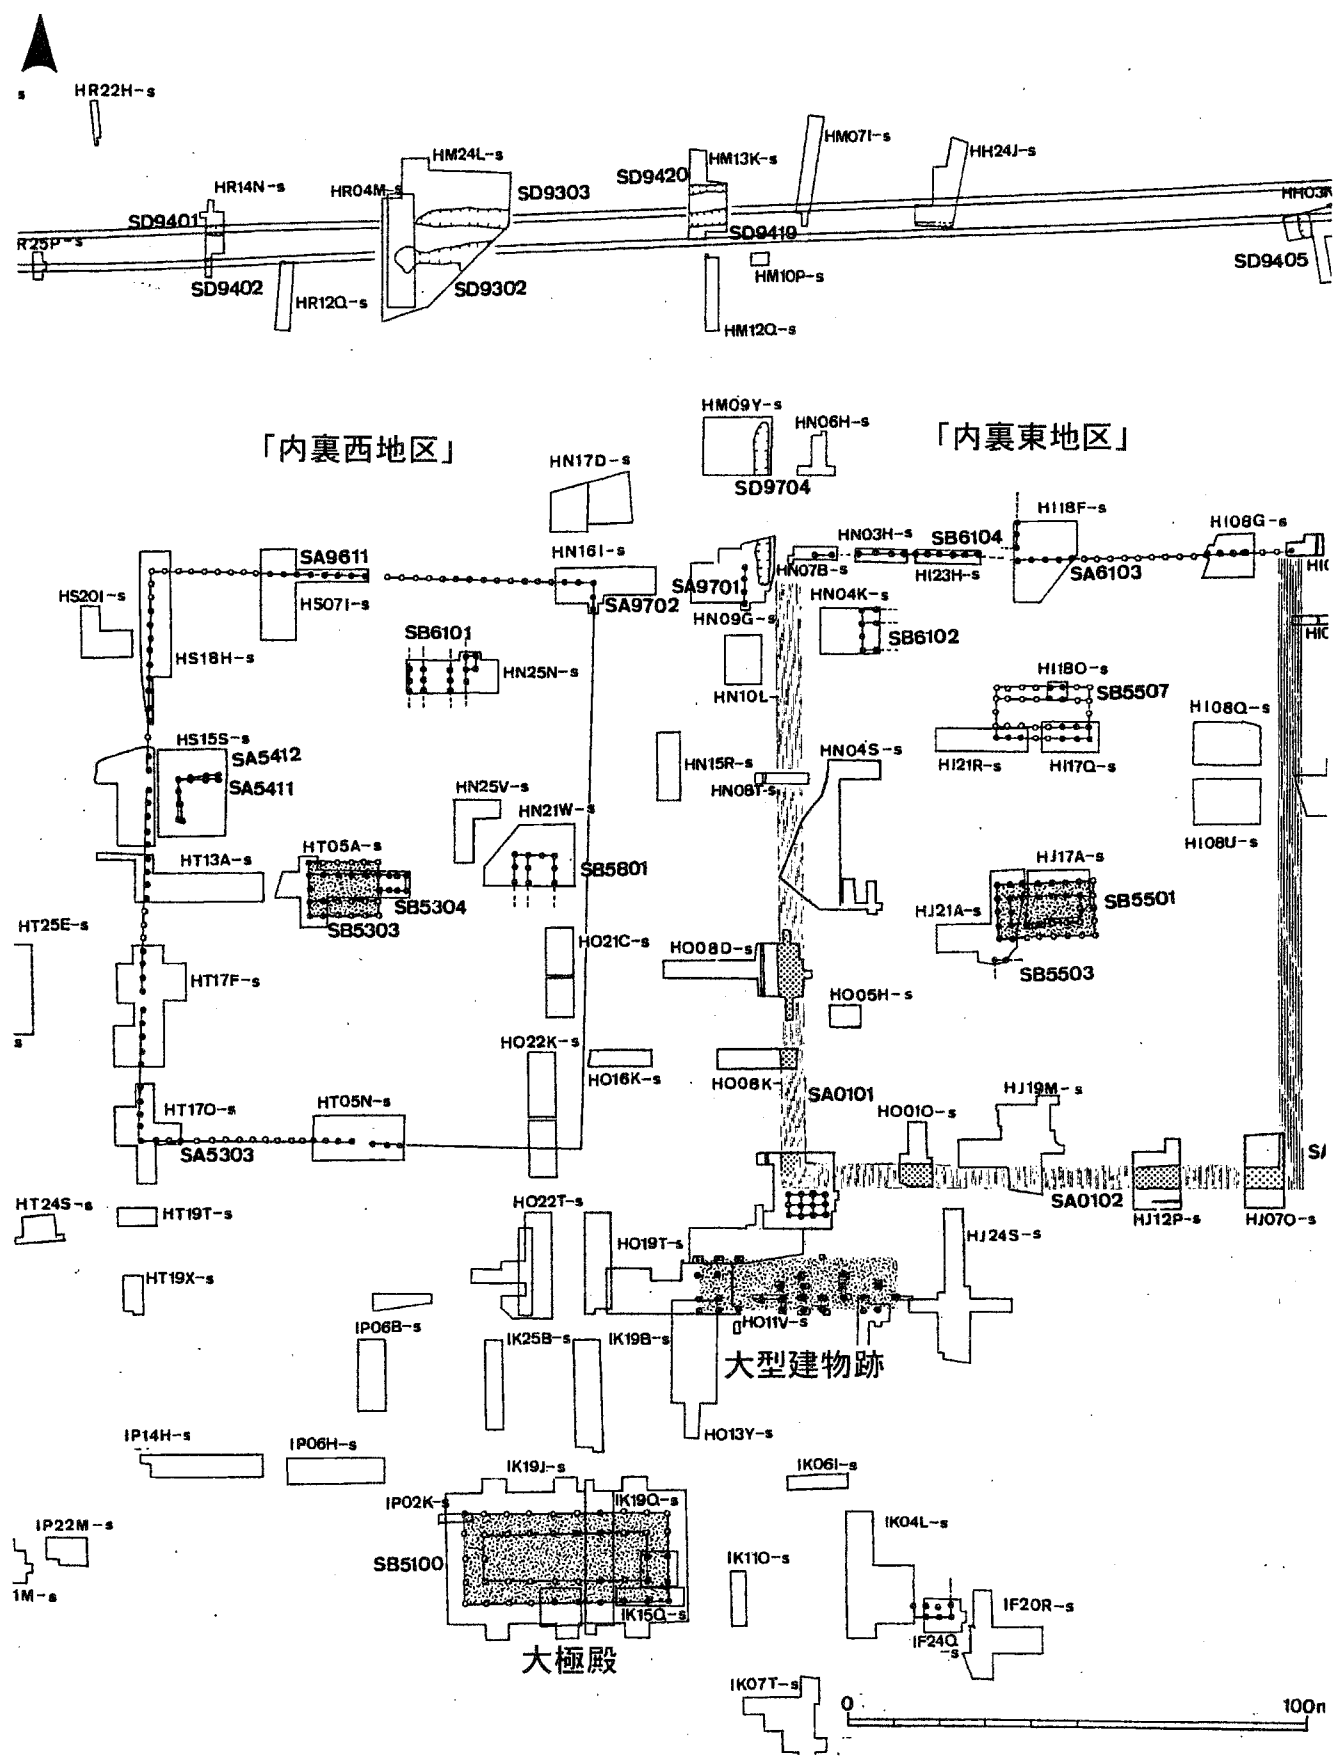 s
HR22H-s
HM24L-s
HM13K-s
HM07I-s
HH24J-s
HR14N-s
HR04M-s
SD9303
SD9420
HH03K
SD9401
SD9419
R25P-s
SD9402
SD9302
HM10P-s
SD9405
HR12Q-s
HM12Q-s
HM09Y-s
HN06H-s
「内裏西地区」
「内裏東地区」
HN17D-s
SD9704
HI18F-s
HI08G-s
SA9611
HN16I-s
HN03H-s
SB6104
HN07B-s
HI23H-s
SA6103
HS20I-s
HS07I-s
SA9702
SA9701
HN04K-s
HN09G-s
SB6101
SB6102
HS18H-s
HN25N-s
HN10L-
HI18O-s
SB5507
HI08Q-s
HS15S-s
SA5412
SA5411
HN15R-s
HN04S-s
HI21R-s
HI17Q-s
HN08T-s
HN25V-s
HN21W-s
HI08U-s
HT05A-s
HT13A-s
SB5801
HJ17A-s
SB5304
SB5303
SB5501
HJ21A-s
HT25E-s
HO21C-s
HO08D-s
SB5503
HT17F-s
HO05H-s
s
HO22K-s
HO16K-s
HO08K-
SA0101
HJ19M-s
HT17O-s
HT05N-s
HO01O-s
SA5303
SA
SA0102
HT24S-s
HT19T-s
HO22T-s
HJ12P-s
HJ07O-s
HO19T-s
HJ24S-s
HT19X-s
IP06B-s
IK25B-s
IK19B-s
HO11V-s
大型建物跡
IP14H-s
IP06H-s
HO13Y-s
IK19J-s
IK06I-s
IP02K-s
IK19Q-s
IP22M-s
IK04L-s
SB5100
IK11O-s
1M-s
IK15Q-s
IF20R-s
IF24Q
-s
大極殿
IK07T-s
0
100m